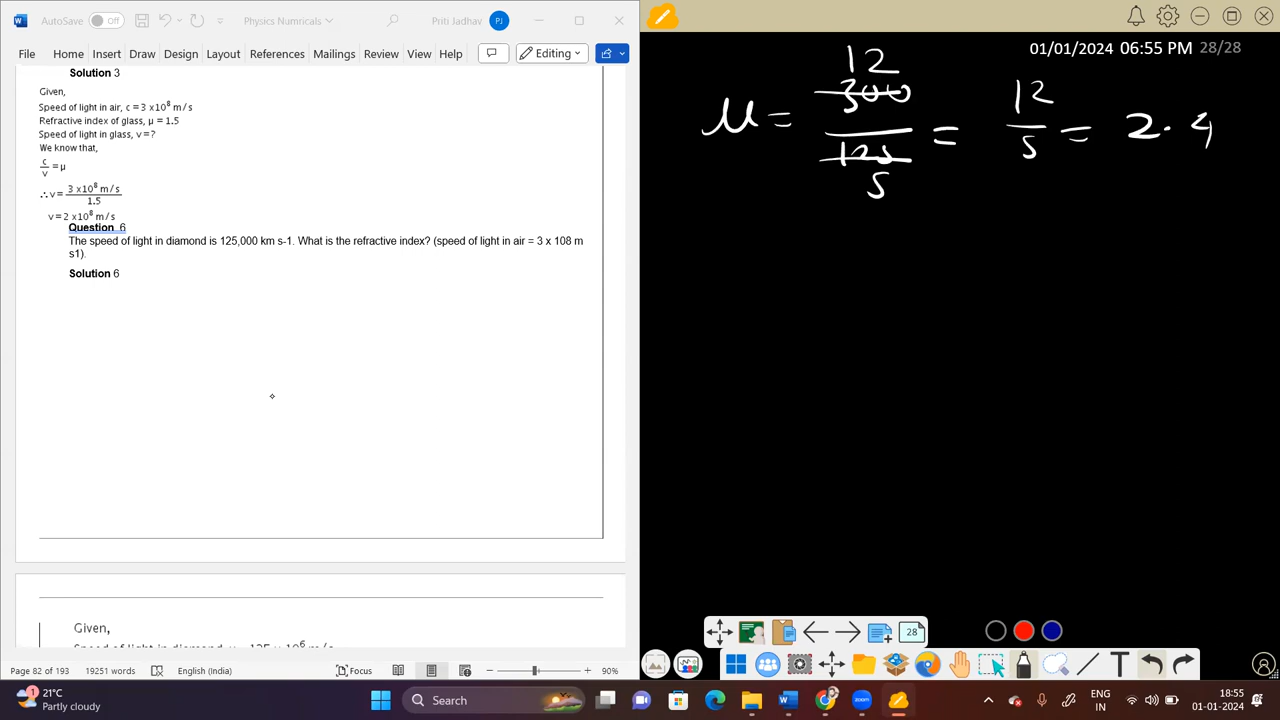 AutoSave Off Physics Numericals Priti Jadhav PJ
File Home Insert Draw Design Layout References Mailings Review View Help Editing
Solution 3
Given,
Speed of light in air, c = 3 x10⁸ m/s
Refractive index of glass, μ = 1.5
Speed of light in glass, v = ?
We know that,
c/v = μ
∴ v = 3 x10⁸ m/s / 1.5
v = 2 x10⁸ m/s
Question 6
The speed of light in diamond is 125,000 km s-1. What is the refractive index? (speed of light in air = 3 x 108 m
s1).
Solution 6
Given,
01/01/2024 06:55 PM 28/28
12
300
μ = 
125
5
= 12/5 = 2.4
28
19283 words English (India) Focus 90%
1
21°C
Partly cloudy
Search
ENG
IN
18:55
01-01-2024